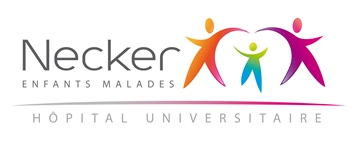 Necker
ENFANTS MALADES
HÔPITAL UNIVERSITAIRE